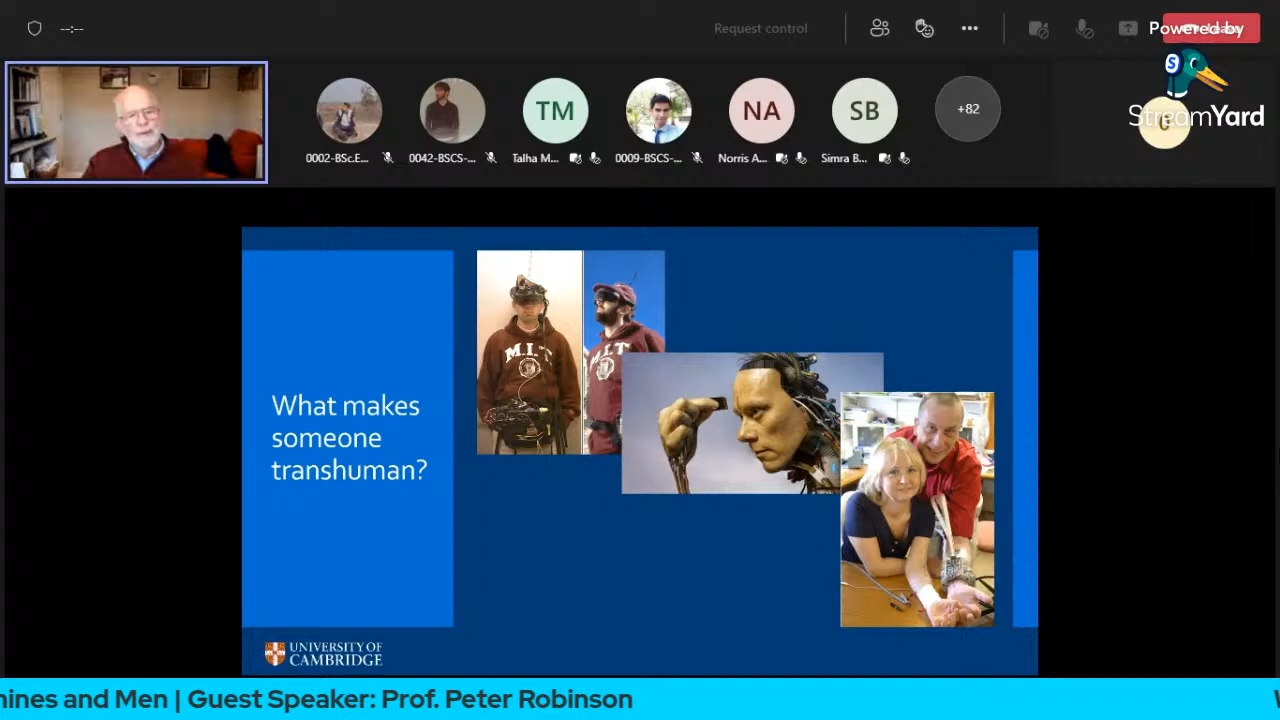 --:--
Request control
Powered by
StreamYard
TM
NA
SB
+82
0002-BSc.E...
0042-BSCS-...
Talha M...
0009-BSCS-...
Norris A...
Simra B...
M.I.T
M.I.T
What makes
someone
transhuman?
UNIVERSITY OF
CAMBRIDGE
nines and Men | Guest Speaker: Prof. Peter Robinson